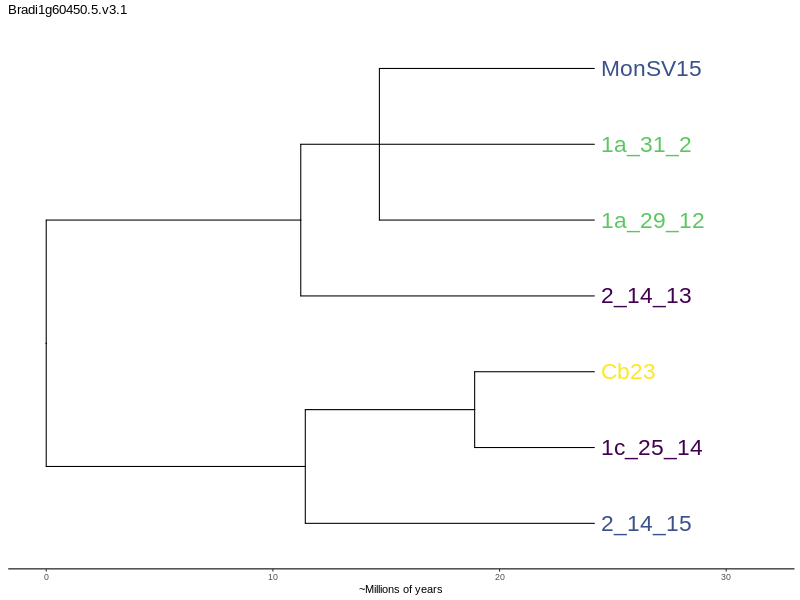 Bradi1g60450.5.v3.1
MonSV15
1a_31_2
1a_29_12
2_14_13
Cb23
1c_25_14
2_14_15
0 10 20 30
~Millions of years